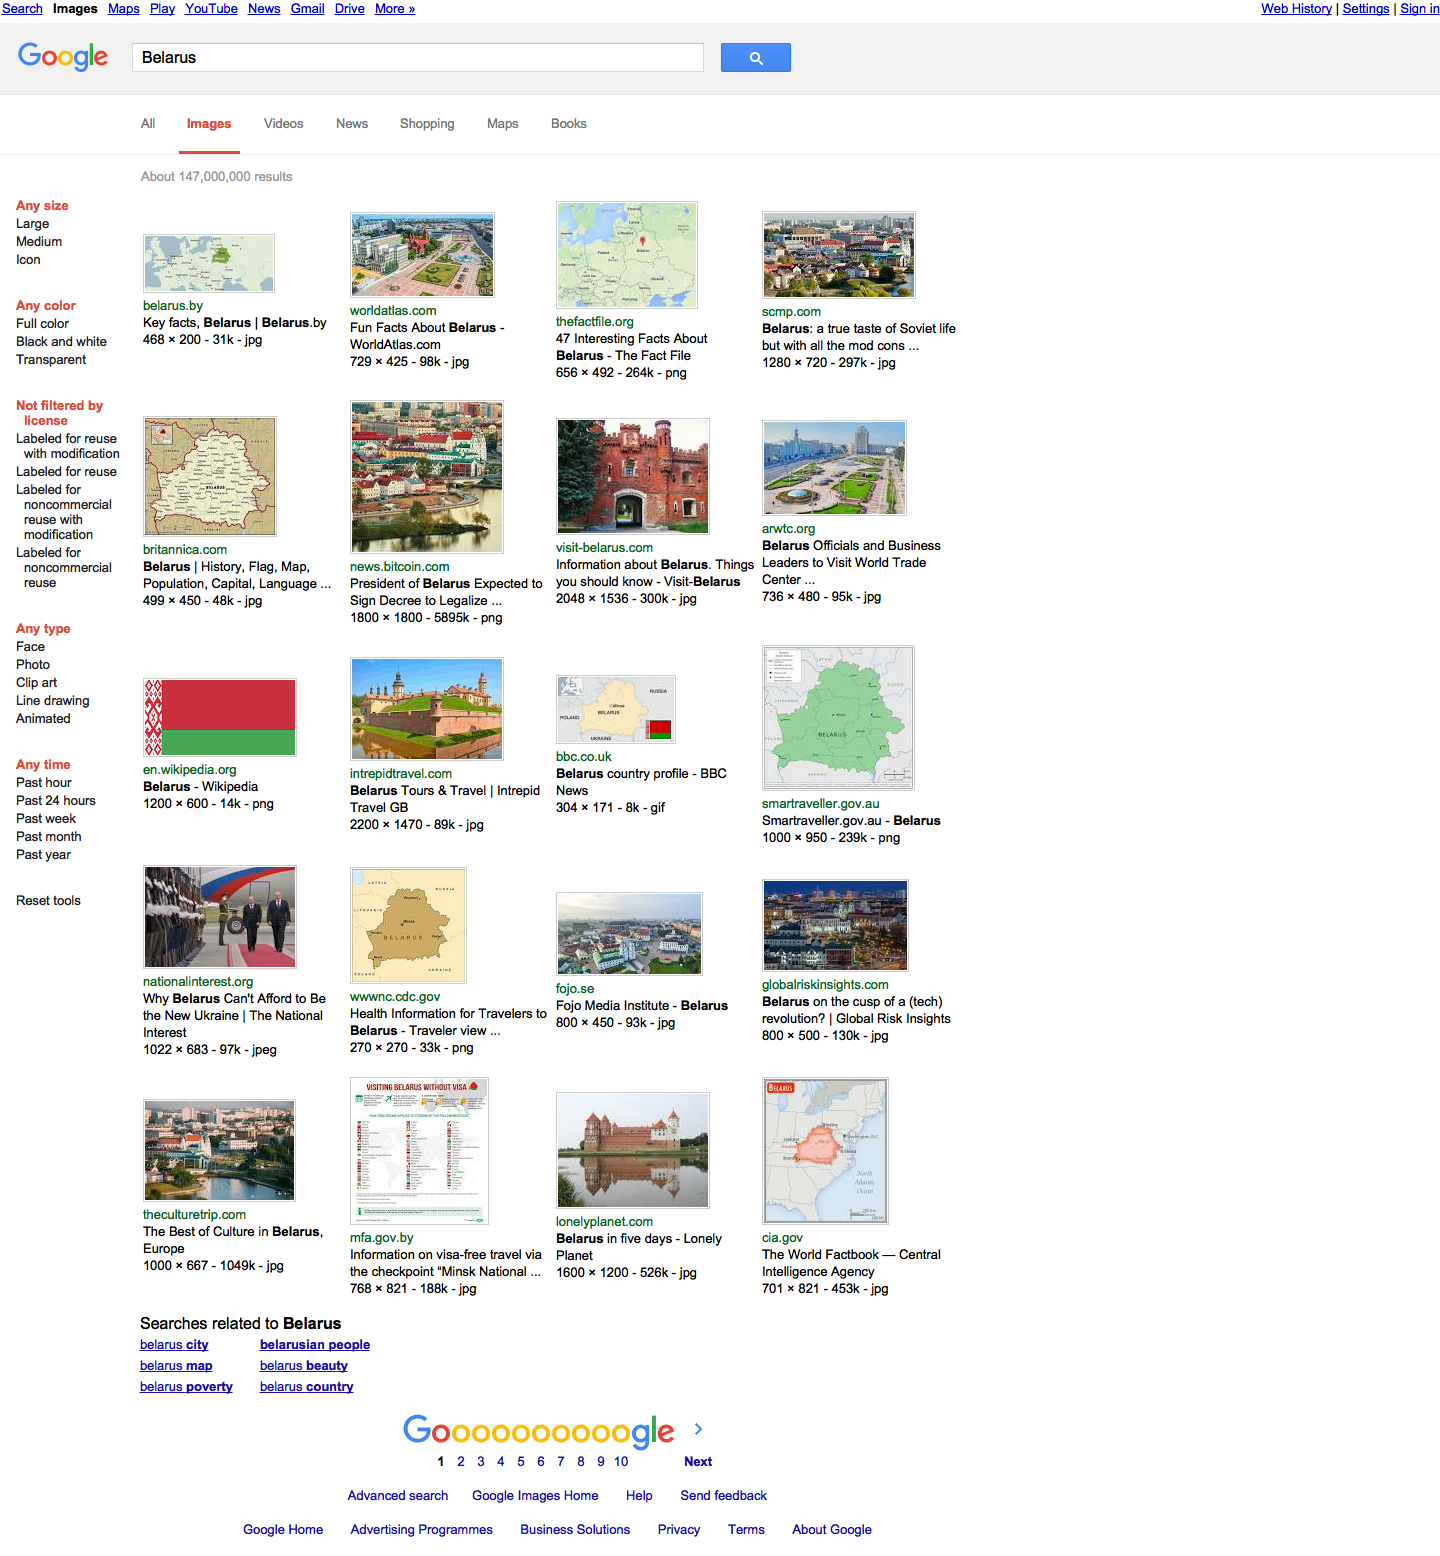 Search Images Maps Play YouTube News Gmail Drive More »
Web History | Settings | Sign in
Google
Belarus
All Images Videos News Shopping Maps Books
About 147,000,000 results
Any size
Large
Medium
Icon
Any color
Full color
Black and white
Transparent
Not filtered by
license
Labeled for reuse
with modification
Labeled for reuse
Labeled for
noncommercial
reuse with
modification
Labeled for
noncommercial
reuse
Any type
Face
Photo
Clip art
Line drawing
Animated
Any time
Past hour
Past 24 hours
Past week
Past month
Past year
Reset tools
belarus.by
Key facts, Belarus | Belarus.by
468 × 200 - 31k - jpg
worldatlas.com
Fun Facts About Belarus -
WorldAtlas.com
729 × 425 - 98k - jpg
thefactfile.org
47 Interesting Facts About
Belarus - The Fact File
656 × 492 - 264k - png
scmp.com
Belarus: a true taste of Soviet life
but with all the mod cons ...
1280 × 720 - 297k - jpg
BELARUS
britannica.com
Belarus | History, Flag, Map,
Population, Capital, Language ...
499 × 450 - 48k - jpg
news.bitcoin.com
President of Belarus Expected to
Sign Decree to Legalize ...
1800 × 1800 - 5895k - png
visit-belarus.com
Information about Belarus. Things
you should know - Visit-Belarus
2048 × 1536 - 300k - jpg
arwtc.org
Belarus Officials and Business
Leaders to Visit World Trade
Center ...
736 × 480 - 95k - jpg
en.wikipedia.org
Belarus - Wikipedia
1200 × 600 - 14k - png
intrepidtravel.com
Belarus Tours & Travel | Intrepid
Travel GB
2200 × 1470 - 89k - jpg
RUSSIA
Minsk
BELARUS
POLAND
UKRAINE
bbc.co.uk
Belarus country profile - BBC
News
304 × 171 - 8k - gif
BELARUS
smartraveller.gov.au
Smartraveller.gov.au - Belarus
1000 × 950 - 239k - png
nationalinterest.org
Why Belarus Can't Afford to Be
the New Ukraine | The National
Interest
1022 × 683 - 97k - jpeg
LATVIA
RUSSIA
LITHUANIA
Minsk
BELARUS
UKRAINE
POLAND
wwwnc.cdc.gov
Health Information for Travelers to
Belarus - Traveler view ...
270 × 270 - 33k - png
fojo.se
Fojo Media Institute - Belarus
800 × 450 - 93k - jpg
globalriskinsights.com
Belarus on the cusp of a (tech)
revolution? | Global Risk Insights
800 × 500 - 130k - jpg
theculturetrip.com
The Best of Culture in Belarus,
Europe
1000 × 667 - 1049k - jpg
VISITING BELARUS WITHOUT VISA
mfa.gov.by
Information on visa-free travel via
the checkpoint “Minsk National ...
768 × 821 - 188k - jpg
lonelyplanet.com
Belarus in five days - Lonely
Planet
1600 × 1200 - 526k - jpg
BELARUS
North
Atlantic
Ocean
cia.gov
The World Factbook — Central
Intelligence Agency
701 × 821 - 453k - jpg
Searches related to Belarus
belarus city belarusian people
belarus map belarus beauty
belarus poverty belarus country
Goooooooooogle
1 2 3 4 5 6 7 8 9 10 Next
Advanced search Google Images Home Help Send feedback
Google Home Advertising Programmes Business Solutions Privacy Terms About Google